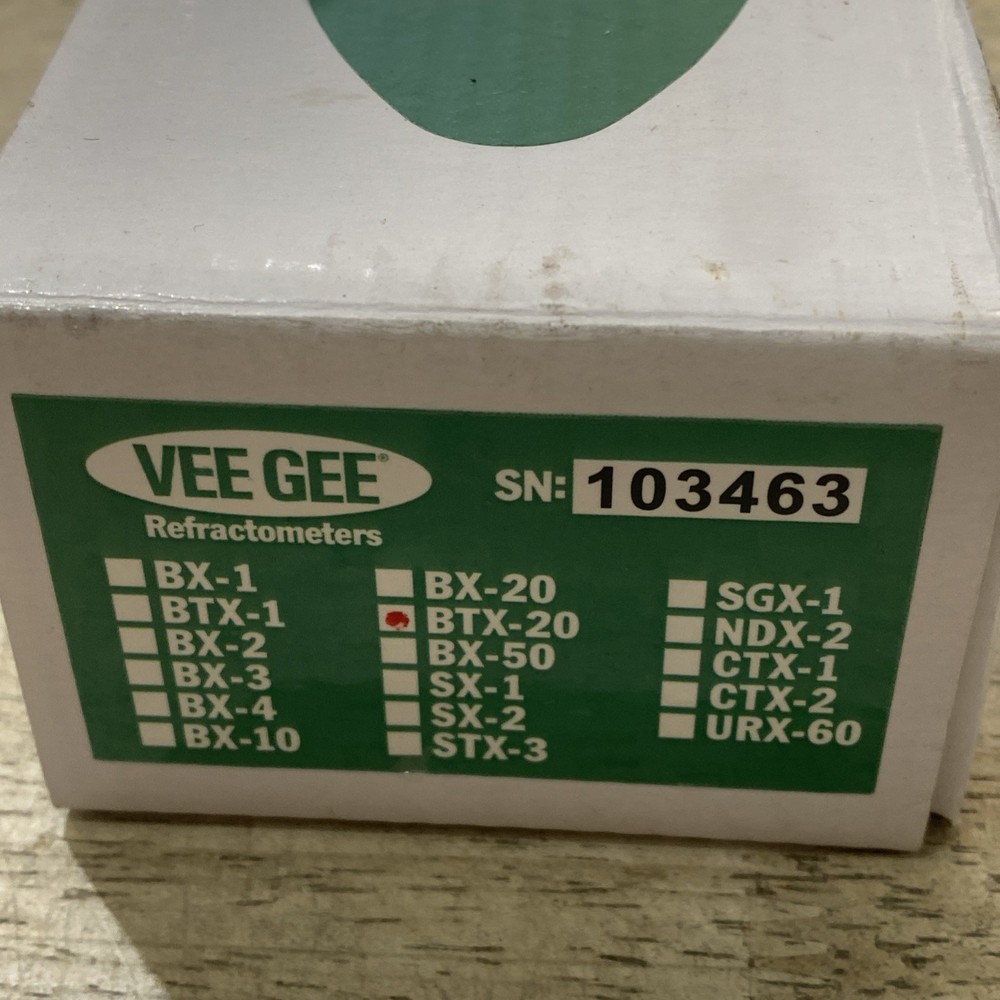 VEE GEE®
Refractometers
SN: 103463
BX-1
BTX-1
BX-2
BX-3
BX-4
BX-10
BX-20
BTX-20
BX-50
SX-1
SX-2
STX-3
SGX-1
NDX-2
CTX-1
CTX-2
URX-60